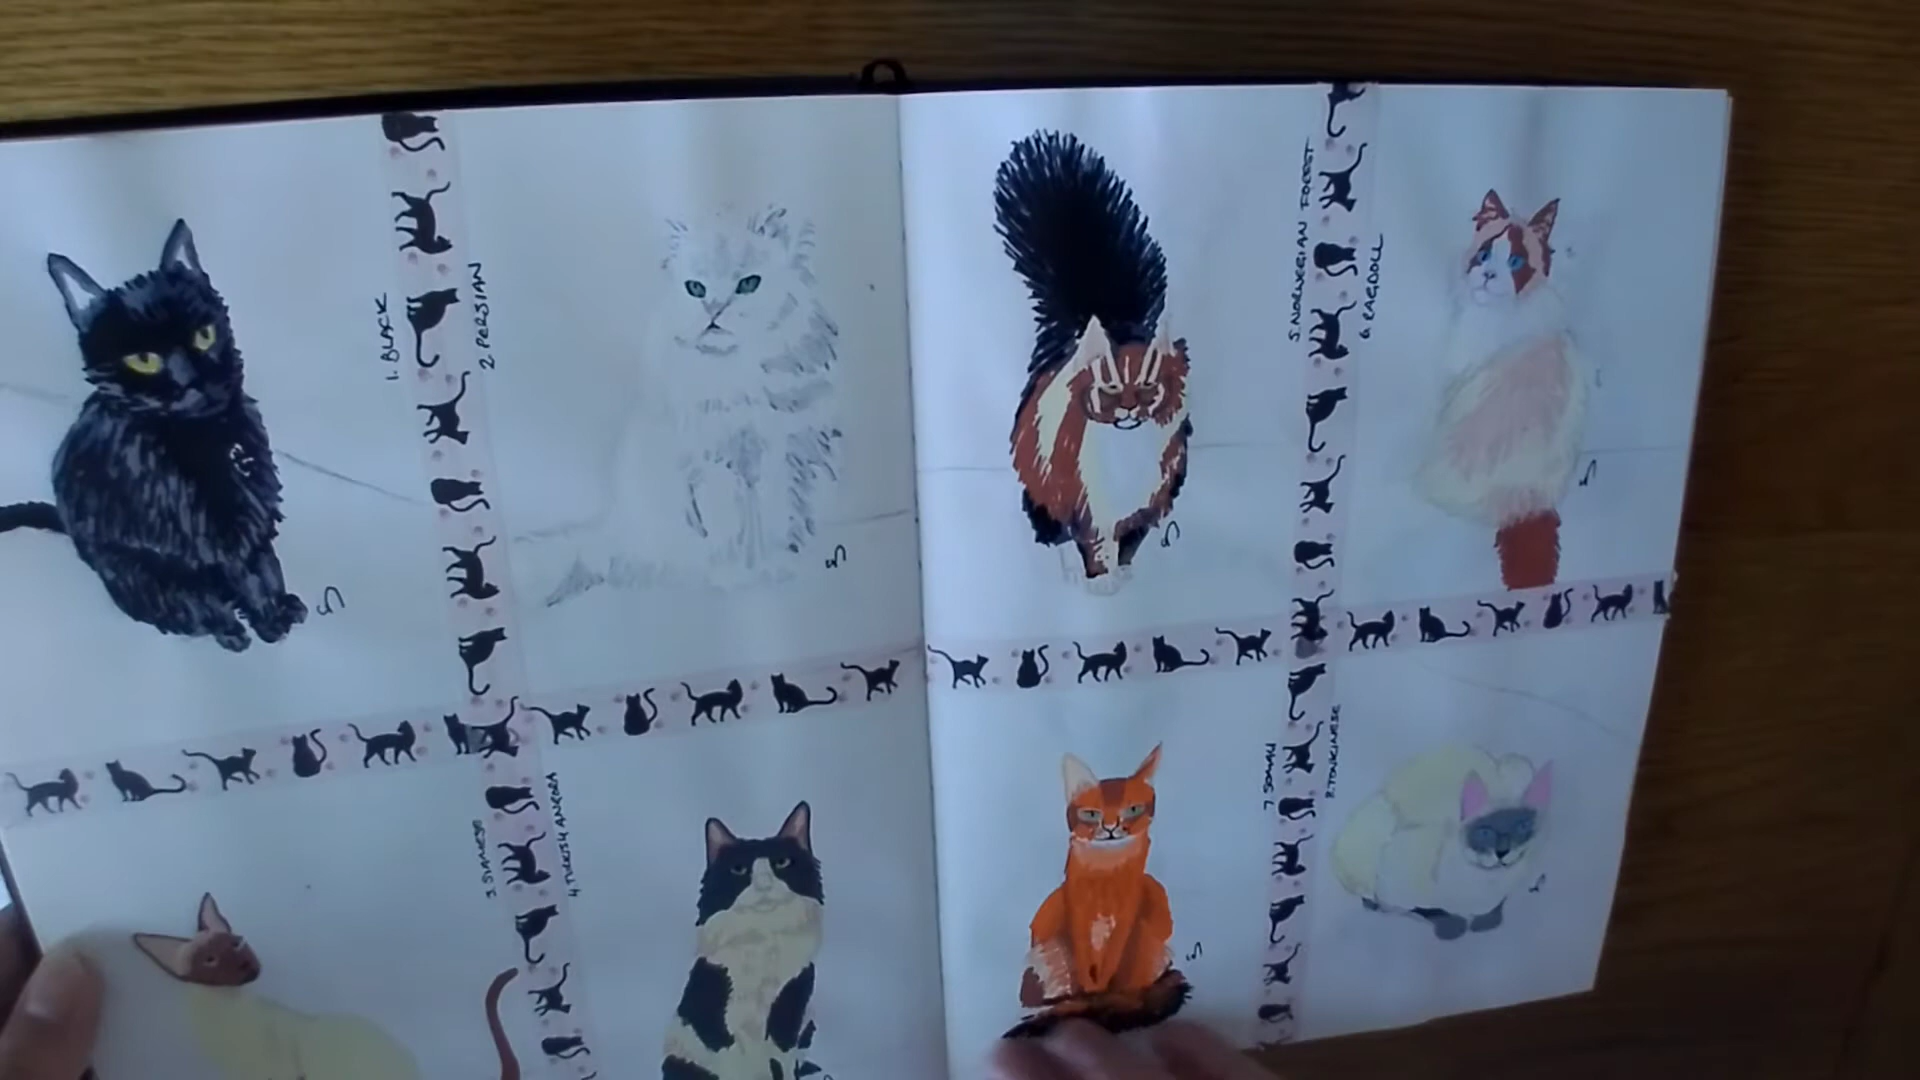 1. BLACK
2. PERSIAN
3. SIAMESE
4. TURKISH ANGORA
5. NORWEGIAN FOREST
6. RAGDOLL
7. SOMALI
8. TONKINESE